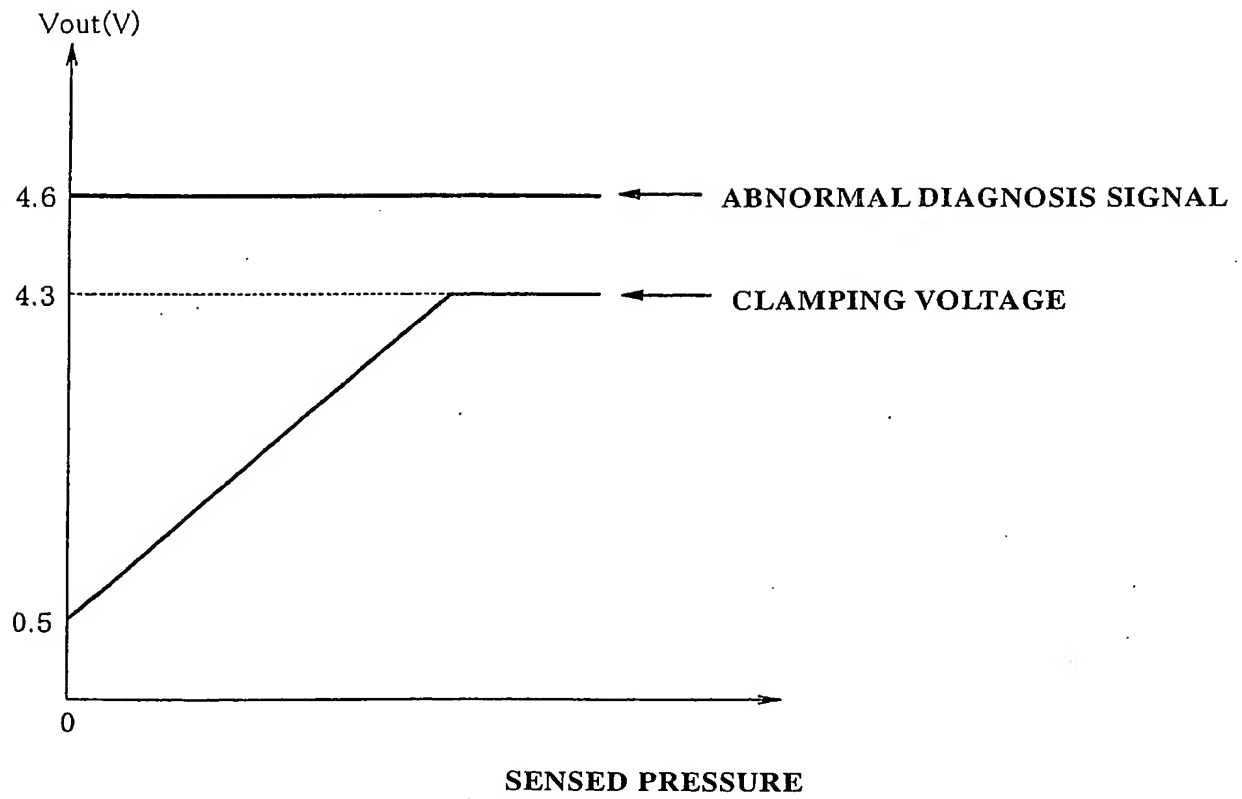 Vout(V)
4.6
ABNORMAL DIAGNOSIS SIGNAL
4.3
CLAMPING VOLTAGE
0.5
0
SENSED PRESSURE